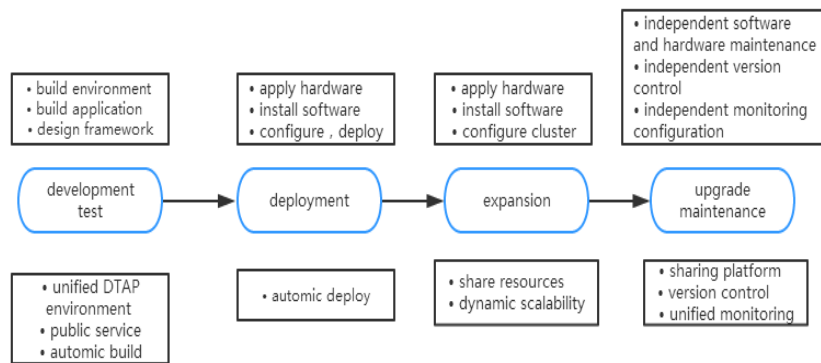 • build environment
• build application
• design framework
• apply hardware
• install software
• configure , deploy
• apply hardware
• install software
• configure cluster
• independent software
and hardware maintenance
• independent version
control
• independent monitoring
configuration
development
test
deployment
expansion
upgrade
maintenance
• unified DTAP
environment
• public service
• automic build
• automic deploy
• share resources
• dynamic scalability
• sharing platform
• version control
• unified monitoring